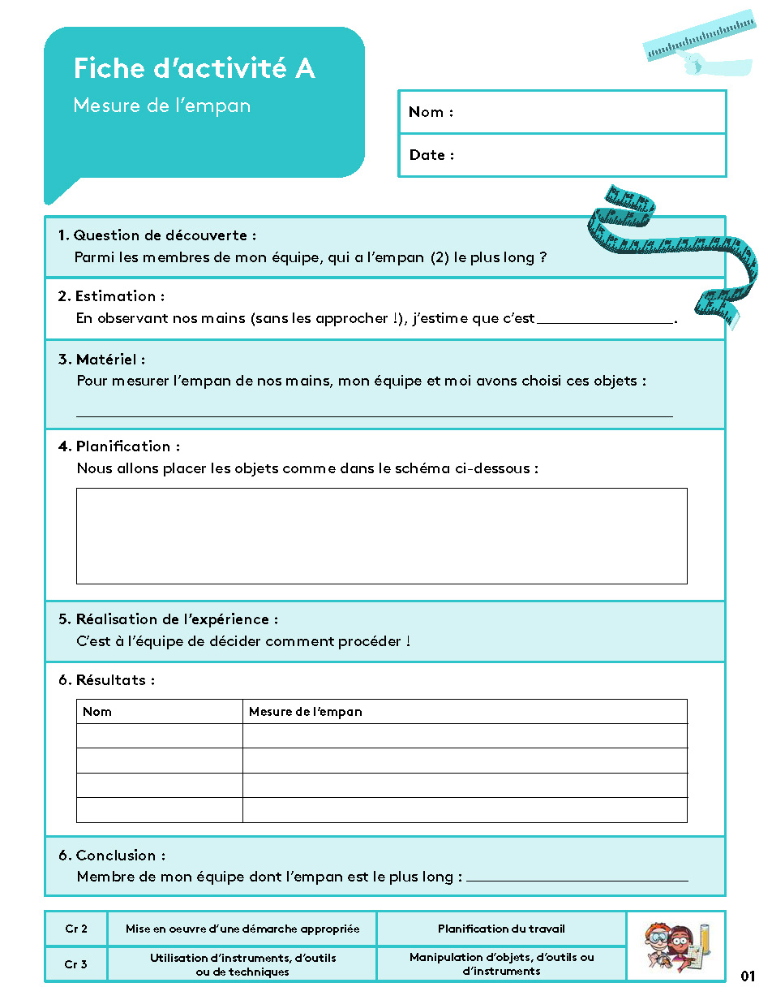 Fiche d’activité A
Mesure de l’empan
Nom :
Date :
1. Question de découverte :
Parmi les membres de mon équipe, qui a l’empan (2) le plus long ?
2. Estimation :
En observant nos mains (sans les approcher !), j’estime que c’est ________________.
3. Matériel :
Pour mesurer l’empan de nos mains, mon équipe et moi avons choisi ces objets :
4. Planification :
Nous allons placer les objets comme dans le schéma ci-dessous :
5. Réalisation de l’expérience :
C’est à l’équipe de décider comment procéder !
6. Résultats :
Nom Mesure de l’empan
6. Conclusion :
Membre de mon équipe dont l’empan est le plus long :
Cr 2 Mise en oeuvre d’une démarche appropriée Planification du travail
Cr 3 Utilisation d’instruments, d’outils
ou de techniques
Manipulation d’objets, d’outils ou
d’instruments
01